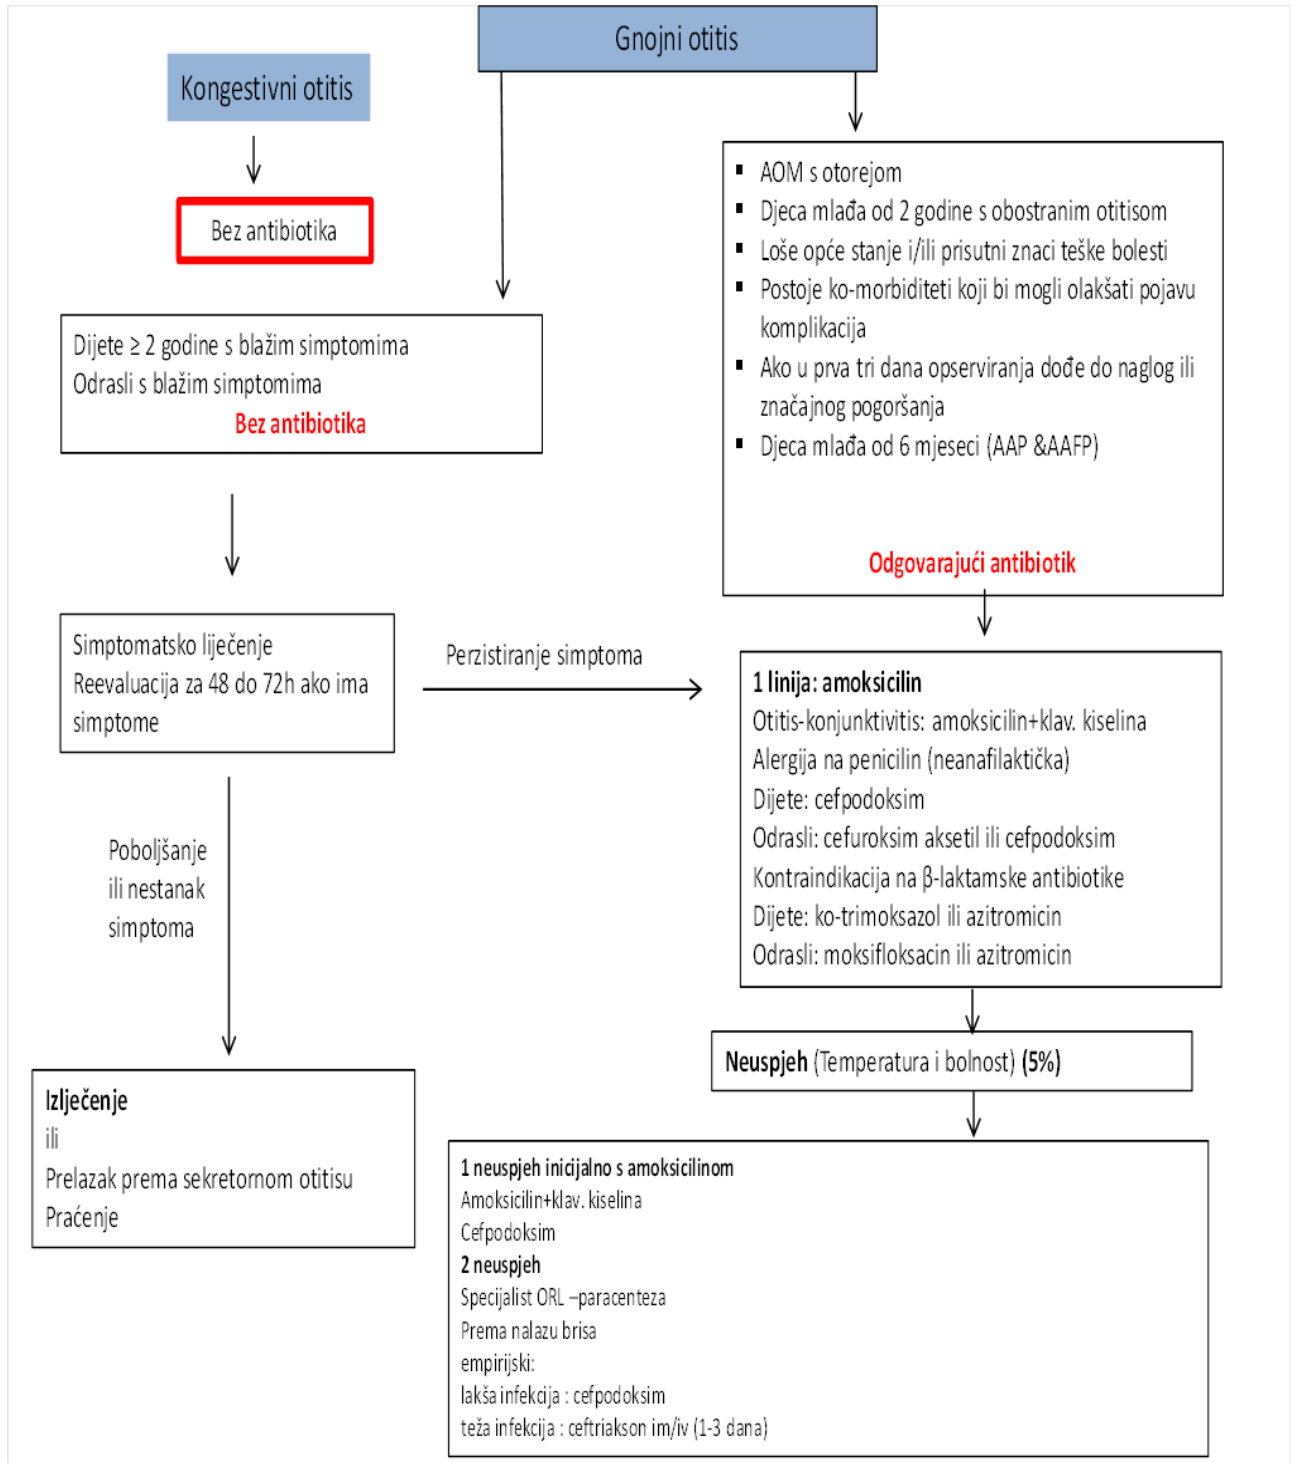 Gnojni otitis
Kongestivni otitis
Bez antibiotika
Dijete ≥ 2 godine s blažim simptomima
Odrasli s blažim simptomima
Bez antibiotika
▪ AOM s otorejom
▪ Djeca mlađa od 2 godine s obostranim otitisom
▪ Loše opće stanje i/ili prisutni znaci teške bolesti
▪ Postoje ko-morbiditeti koji bi mogli olakšati pojavu
komplikacija
▪ Ako u prva tri dana opserviranja dođe do naglog ili
značajnog pogoršanja
▪ Djeca mlađa od 6 mjeseci (AAP &AAFP)
Odgovarajući antibiotik
Simptomatsko liječenje
Reevaluacija za 48 do 72h ako ima
simptome
Perzistiranje simptoma
1 linija: amoksicilin
Otitis-konjunktivitis: amoksicilin+klav. kiselina
Alergija na penicilin (neanafilaktička)
Dijete: cefpodoksim
Odrasli: cefuroksim aksetil ili cefpodoksim
Kontraindikacija na β-laktamske antibiotike
Dijete: ko-trimoksazol ili azitromicin
Odrasli: moksifloksacin ili azitromicin
Poboljšanje
ili nestanak
simptoma
Neuspjeh (Temperatura i bolnost) (5%)
Izlječenje
ili
Prelazak prema sekretornom otitisu
Praćenje
1 neuspjeh inicijalno s amoksicilinom
Amoksicilin+klav. kiselina
Cefpodoksim
2 neuspjeh
Specijalist ORL –paracenteza
Prema nalazu brisa
empirijski:
lakša infekcija : cefpodoksim
teža infekcija : ceftriakson im/iv (1-3 dana)